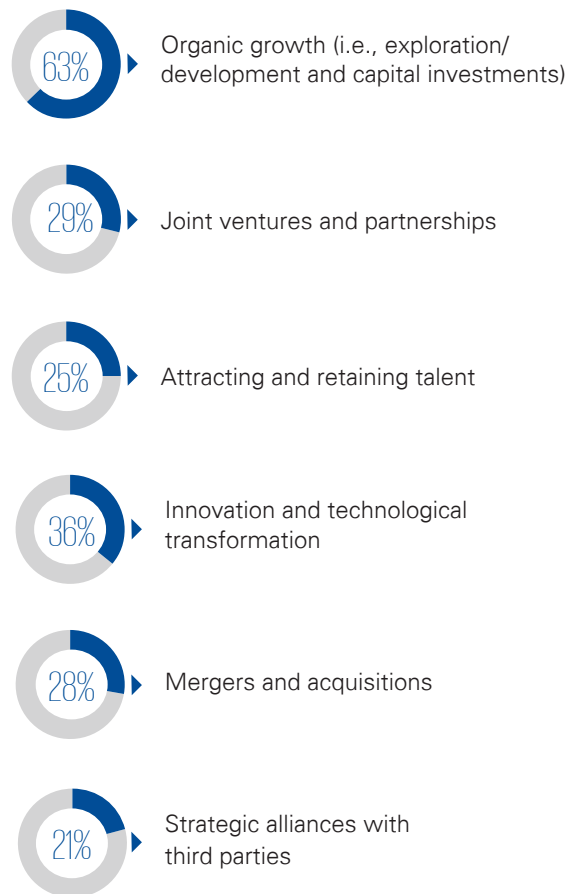 63%
Organic growth (i.e., exploration/
development and capital investments)
29%
Joint ventures and partnerships
25%
Attracting and retaining talent
36%
Innovation and technological
transformation
28%
Mergers and acquisitions
21%
Strategic alliances with
third parties